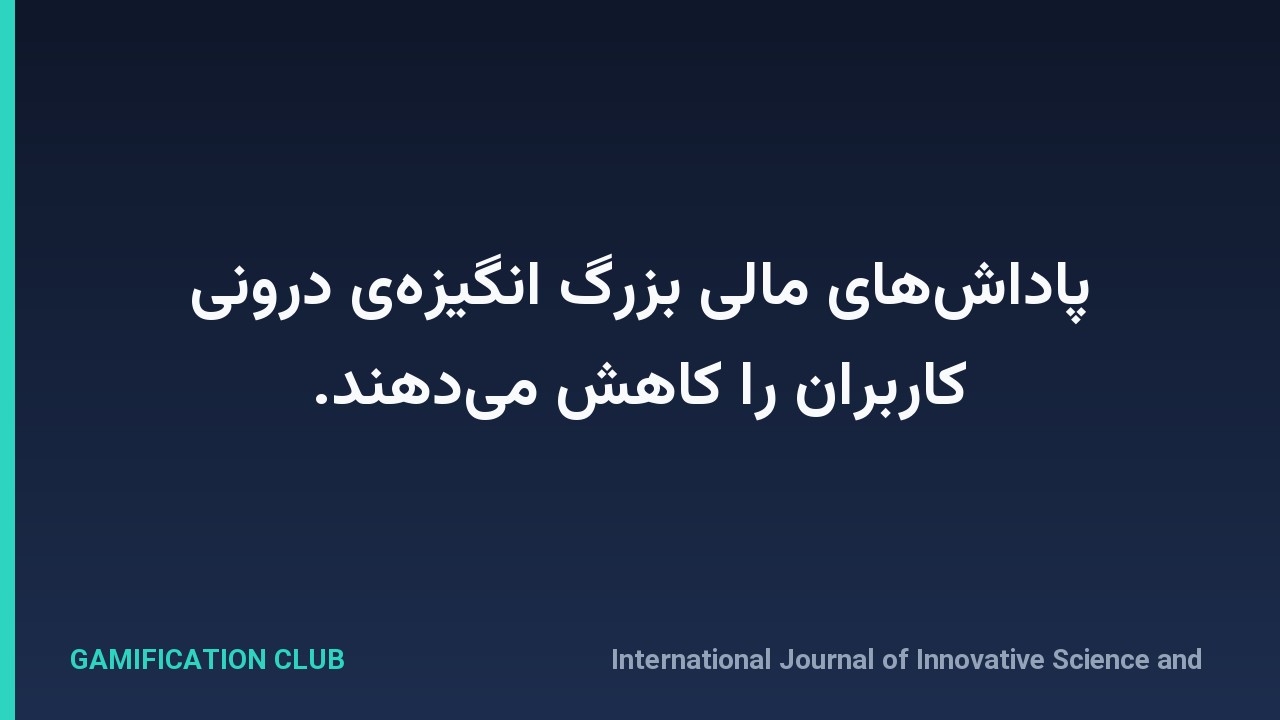 پاداش‌های مالی بزرگ انگیزه‌ی درونی
کاربران را کاهش می‌دهند.
GAMIFICATION CLUB
International Journal of Innovative Science and